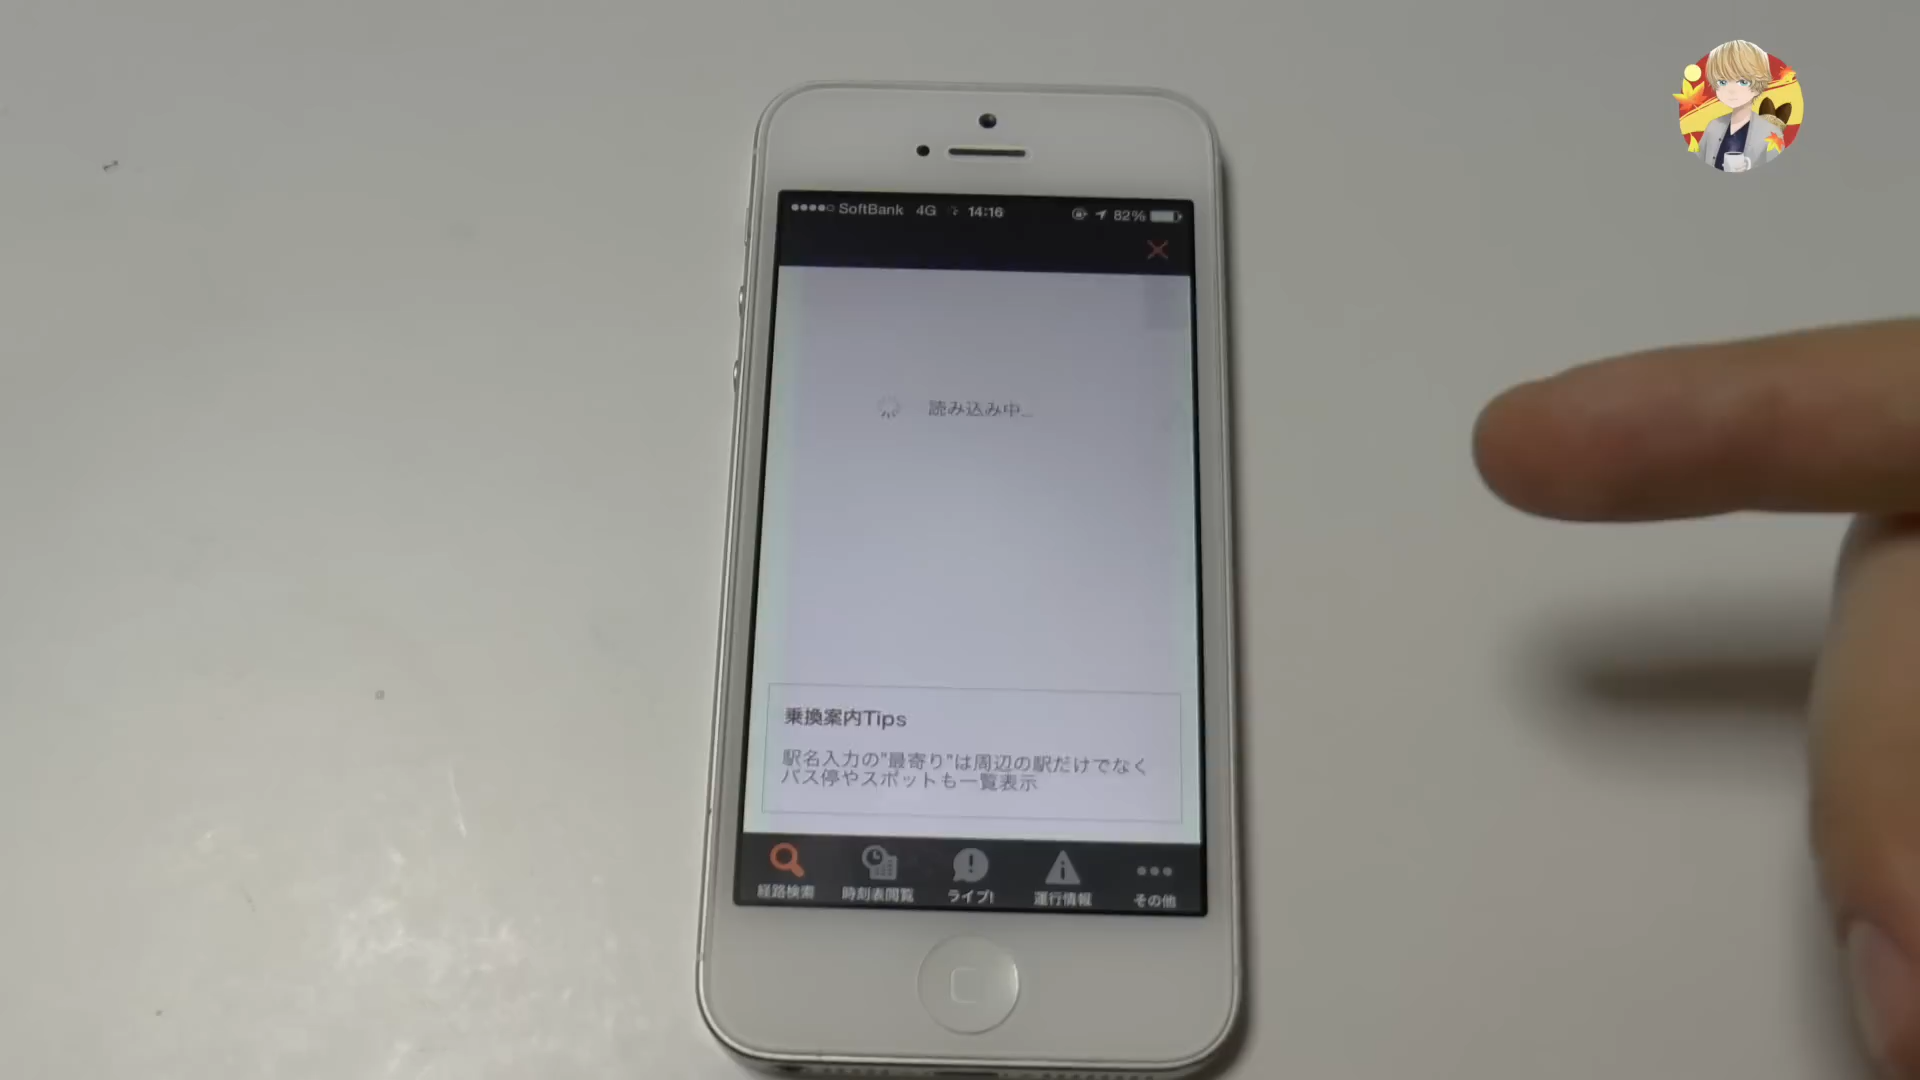 SoftBank 4G 14:16 82%
読み込み中...
乗換案内Tips
駅名入力の"最寄り"は周辺の駅だけでなく
バス停やスポットも一覧表示
経路検索 時刻表閲覧 ライブ! 運行情報 その他